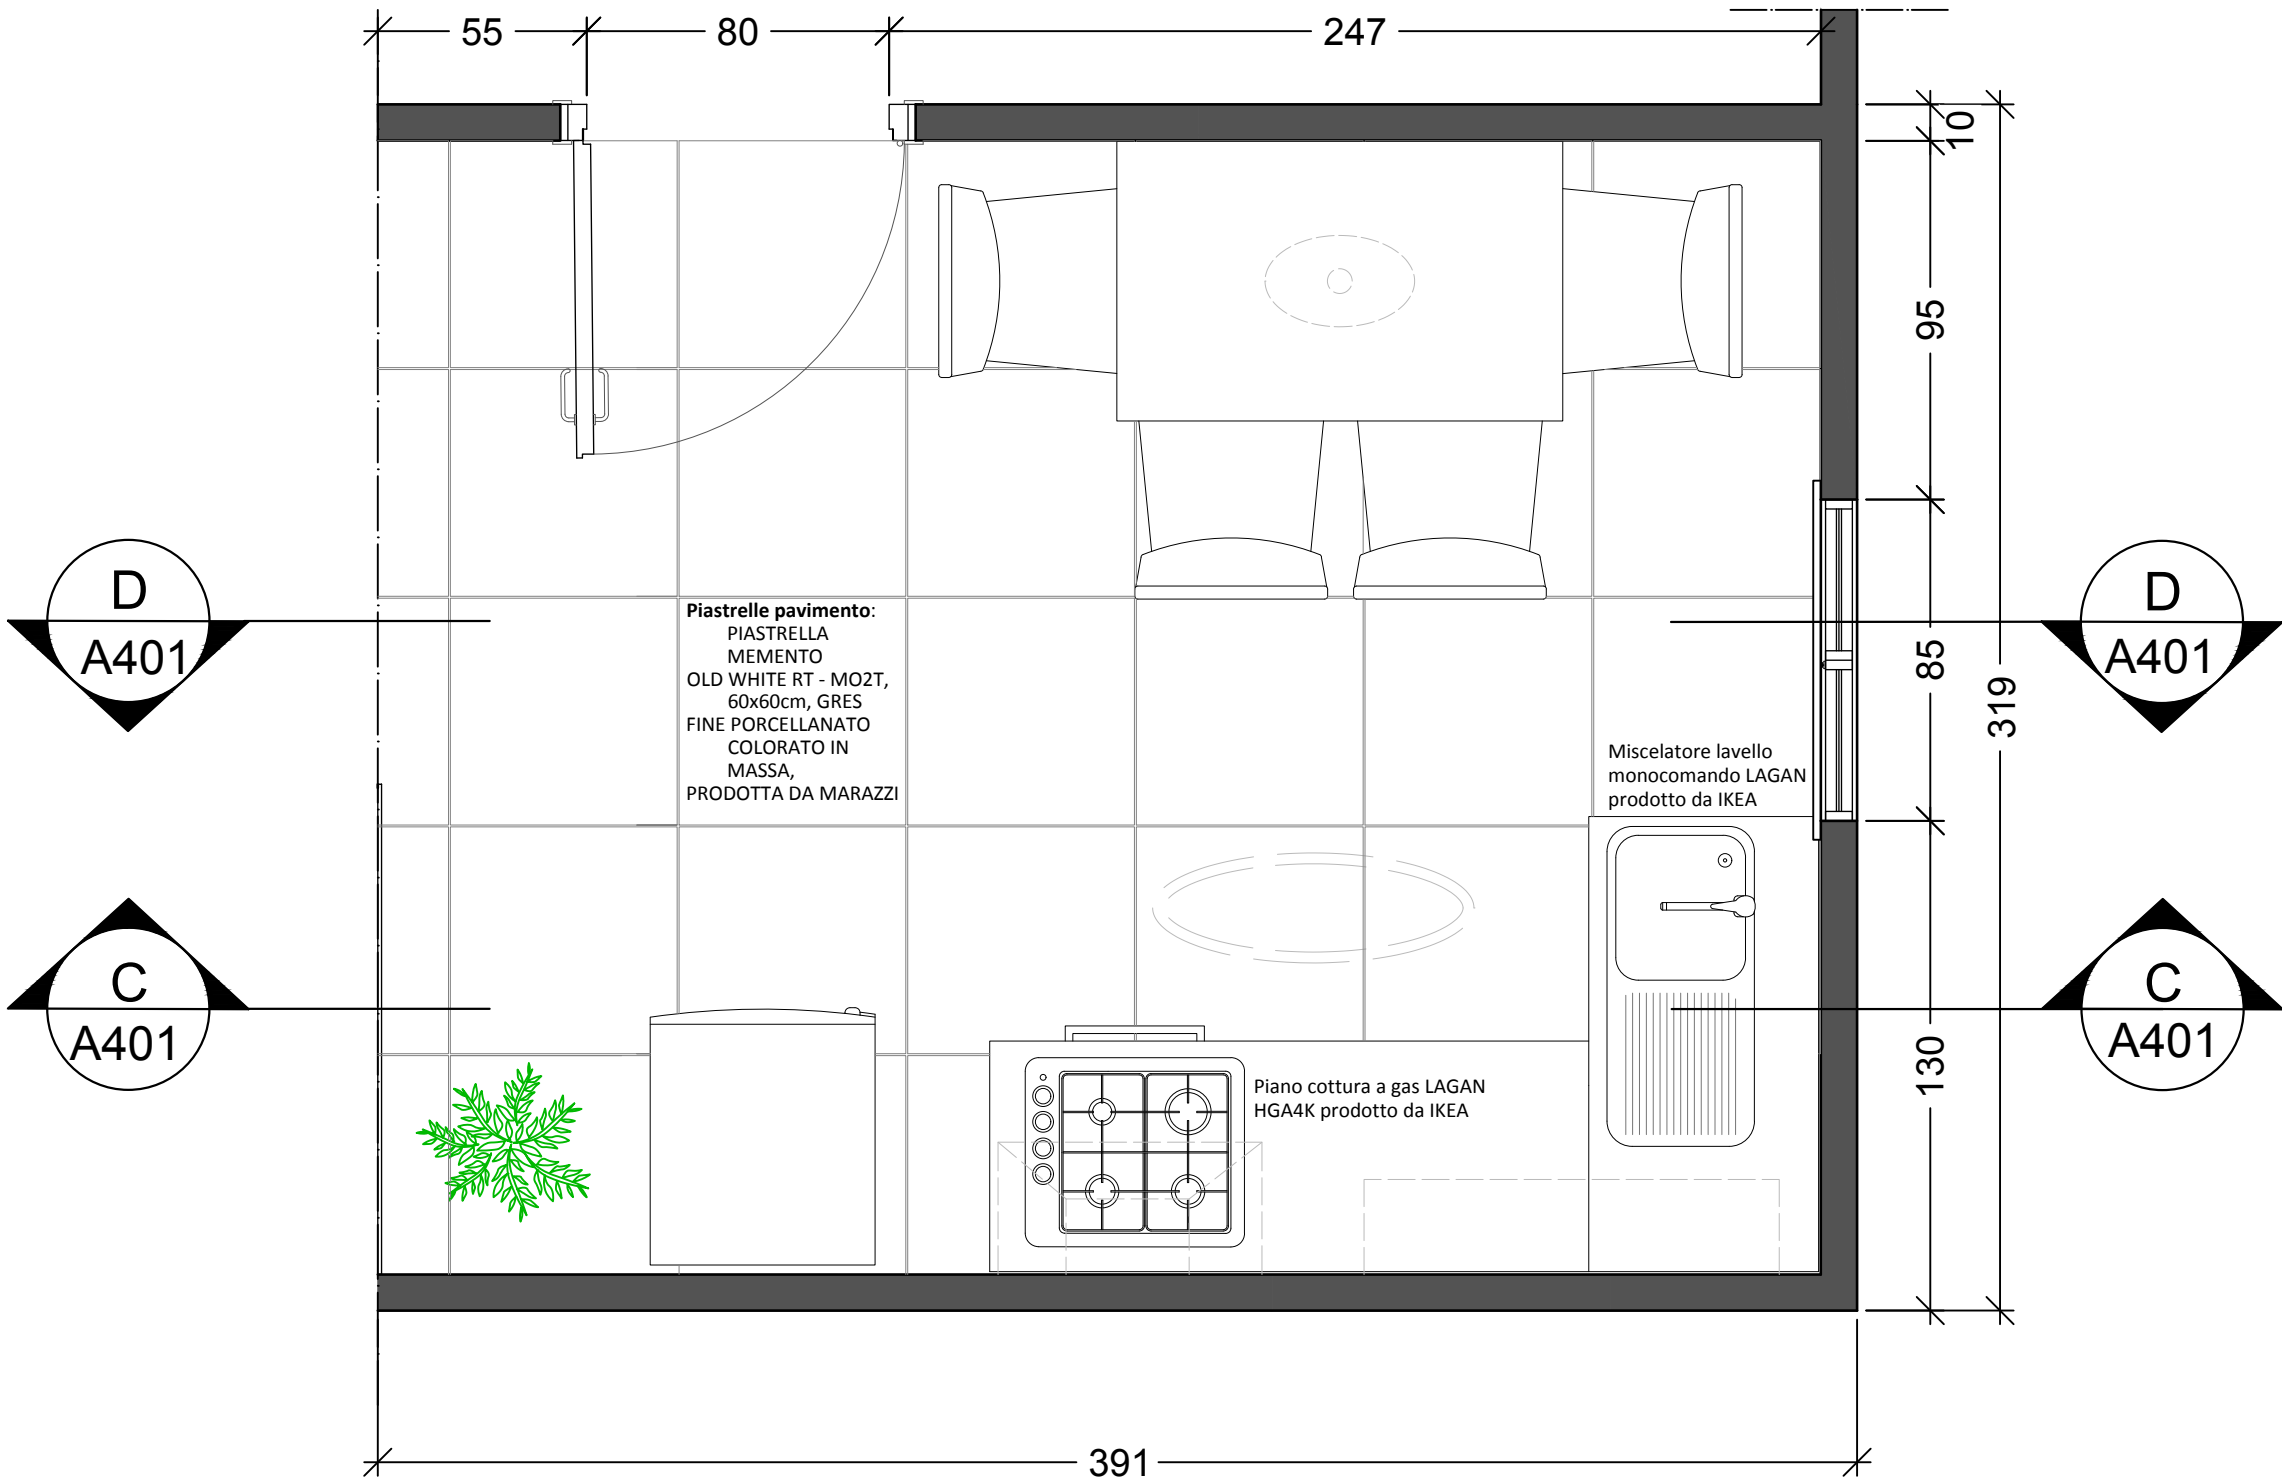 55
80
247
10
95
85
319
130
391
D
A401
D
A401
C
A401
C
A401
Piastrelle pavimento:
PIASTRELLA
MEMENTO
OLD WHITE RT - MO2T,
60x60cm, GRES
FINE PORCELLANATO
COLORATO IN
MASSA,
PRODOTTA DA MARAZZI
Miscelatore lavello
monocomando LAGAN
prodotto da IKEA
Piano cottura a gas LAGAN
HGA4K prodotto da IKEA